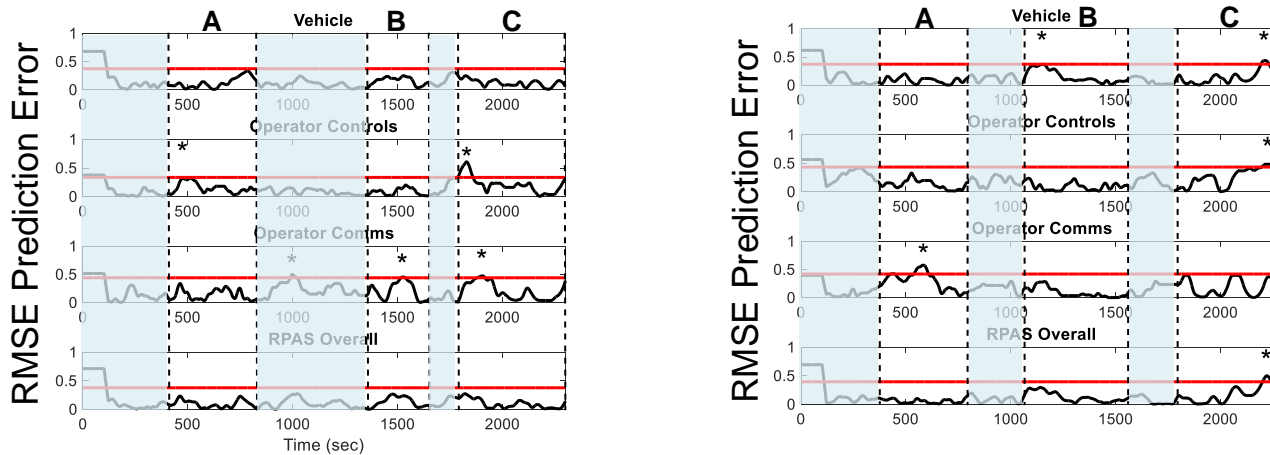 A B C
Vehicle
RMSE Prediction Error
1
0.5
0
0 500 1000 1500 2000
Operator Controls
*
*
1
0.5
0
0 500 1000 1500 2000
Operator Comms
* * *
1
0.5
0
0 500 1000 1500 2000
RPAS Overall
1
0.5
0
0 500 1000 1500 2000
Time (sec)
A B C
Vehicle
RMSE Prediction Error
* *
1
0.5
0
0 500 1000 1500 2000
Operator Controls
*
1
0.5
0
0 500 1000 1500 2000
Operator Comms
*
1
0.5
0
0 500 1000 1500 2000
RPAS Overall
*
1
0.5
0
0 500 1000 1500 2000